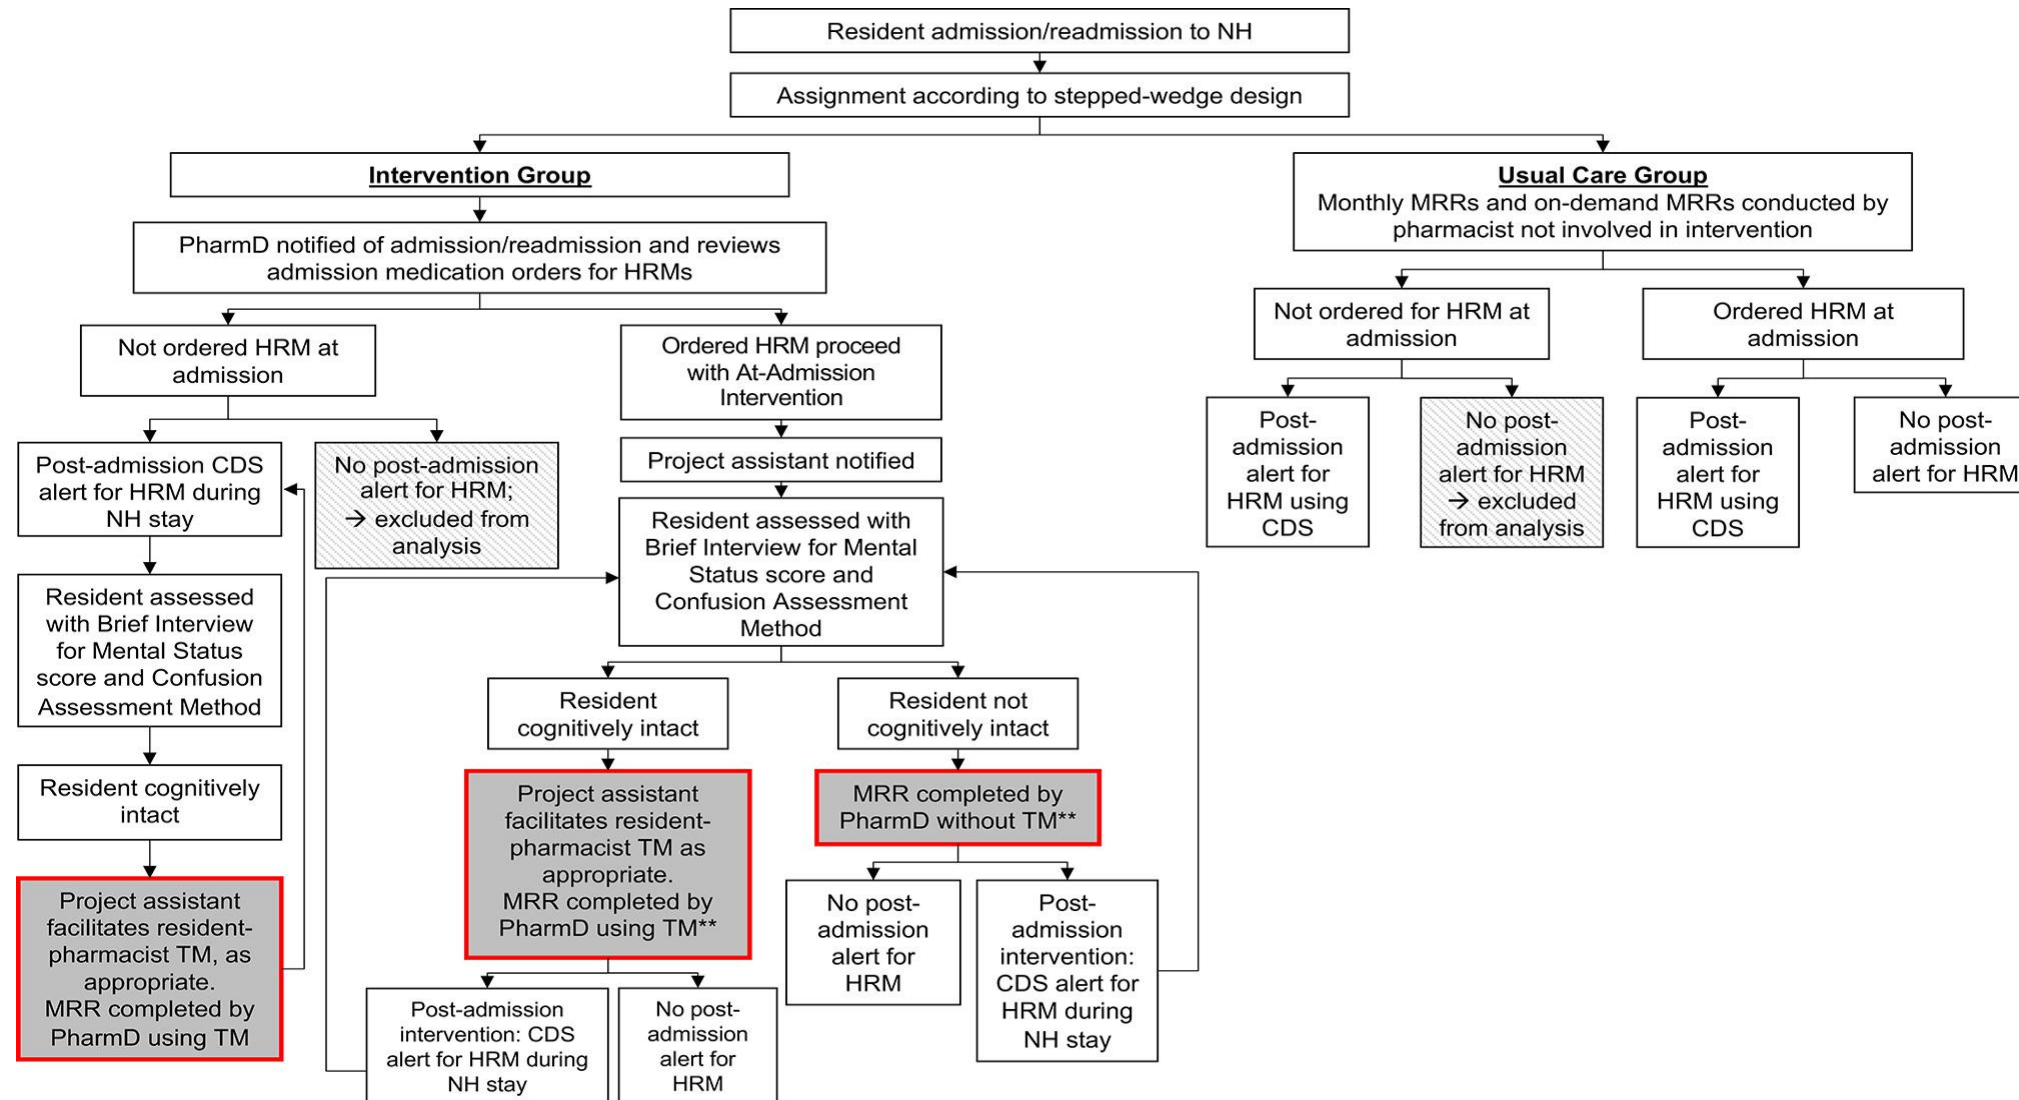 Resident admission/readmission to NH
Assignment according to stepped-wedge design
Intervention Group
PharmD notified of admission/readmission and reviews
admission medication orders for HRMs
Not ordered HRM at
admission
Post-admission CDS
alert for HRM during
NH stay
Resident assessed
with Brief Interview
for Mental Status
score and Confusion
Assessment Method
Resident cognitively
intact
Project assistant
facilitates resident-
pharmacist TM, as
appropriate.
MRR completed by
PharmD using TM
No post-admission
alert for HRM;
→ excluded from
analysis
Ordered HRM proceed
with At-Admission
Intervention
Project assistant notified
Resident assessed with
Brief Interview for Mental
Status score and
Confusion Assessment
Method
Resident
cognitively intact
Project assistant
facilitates resident-
pharmacist TM as
appropriate.
MRR completed by
PharmD using TM**
Post-admission
intervention: CDS
alert for HRM during
NH stay
No post-
admission
alert for
HRM
Resident not
cognitively intact
MRR completed by
PharmD without TM**
No post-
admission
alert for
HRM
Post-
admission
intervention:
CDS alert for
HRM during
NH stay
Usual Care Group
Monthly MRRs and on-demand MRRs conducted by
pharmacist not involved in intervention
Not ordered for HRM at
admission
Post-
admission
alert for
HRM using
CDS
No post-
admission
alert for HRM
→ excluded
from analysis
Ordered HRM at
admission
Post-
admission
alert for
HRM using
CDS
No post-
admission
alert for HRM